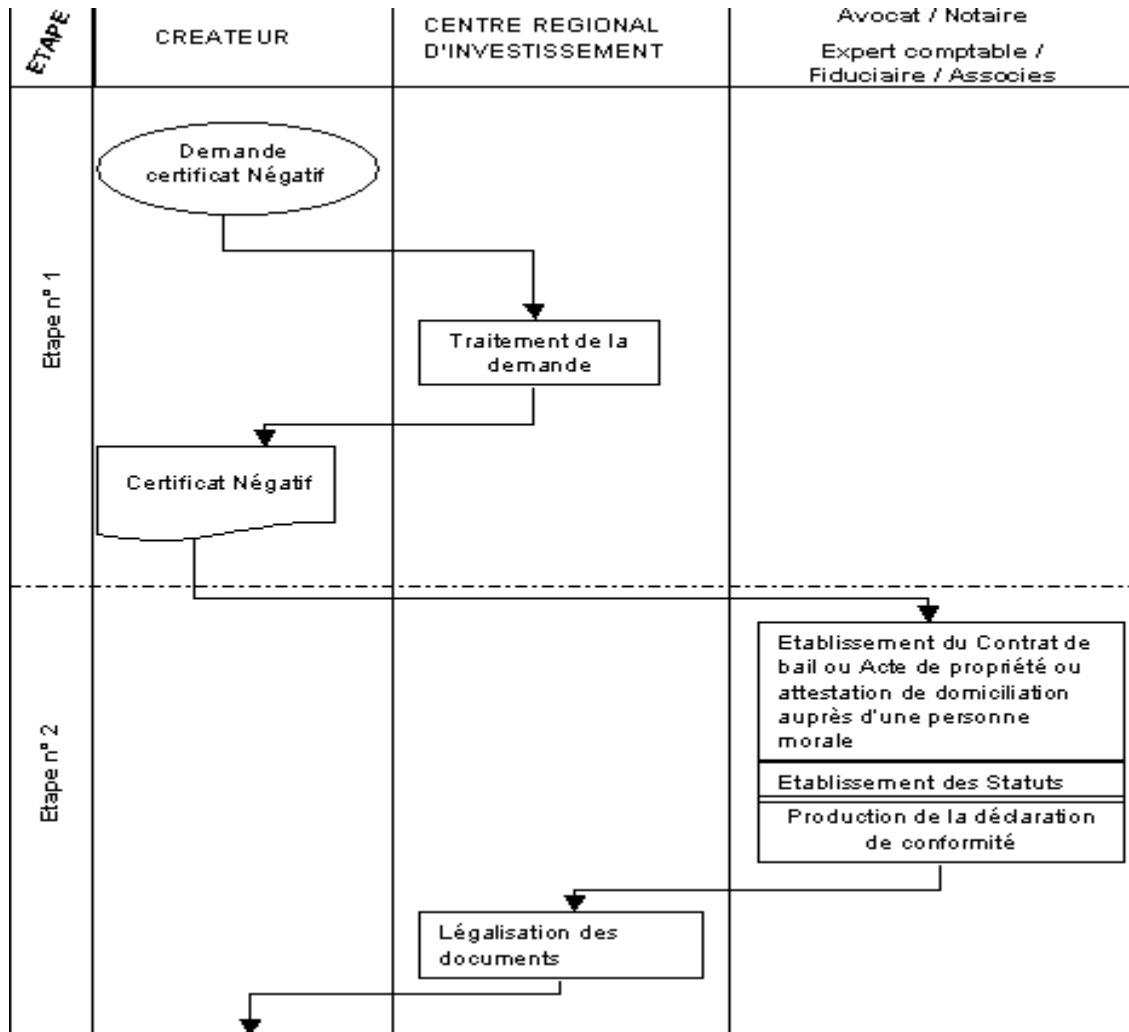 ETAPE
CREATEUR
CENTRE REGIONAL
D'INVESTISSEMENT
Avocat / Notaire
Expert comptable /
Fiduciaire / Associes
Etape n° 1
Demande
certificat Négatif
Traitement de la
demande
Certificat Négatif
Etape n° 2
Etablissement du Contrat de
bail ou Acte de propriété ou
attestation de domiciliation
auprès d'une personne
morale
Etablissement des Statuts
Production de la déclaration
de conformité
Légalisation des
documents